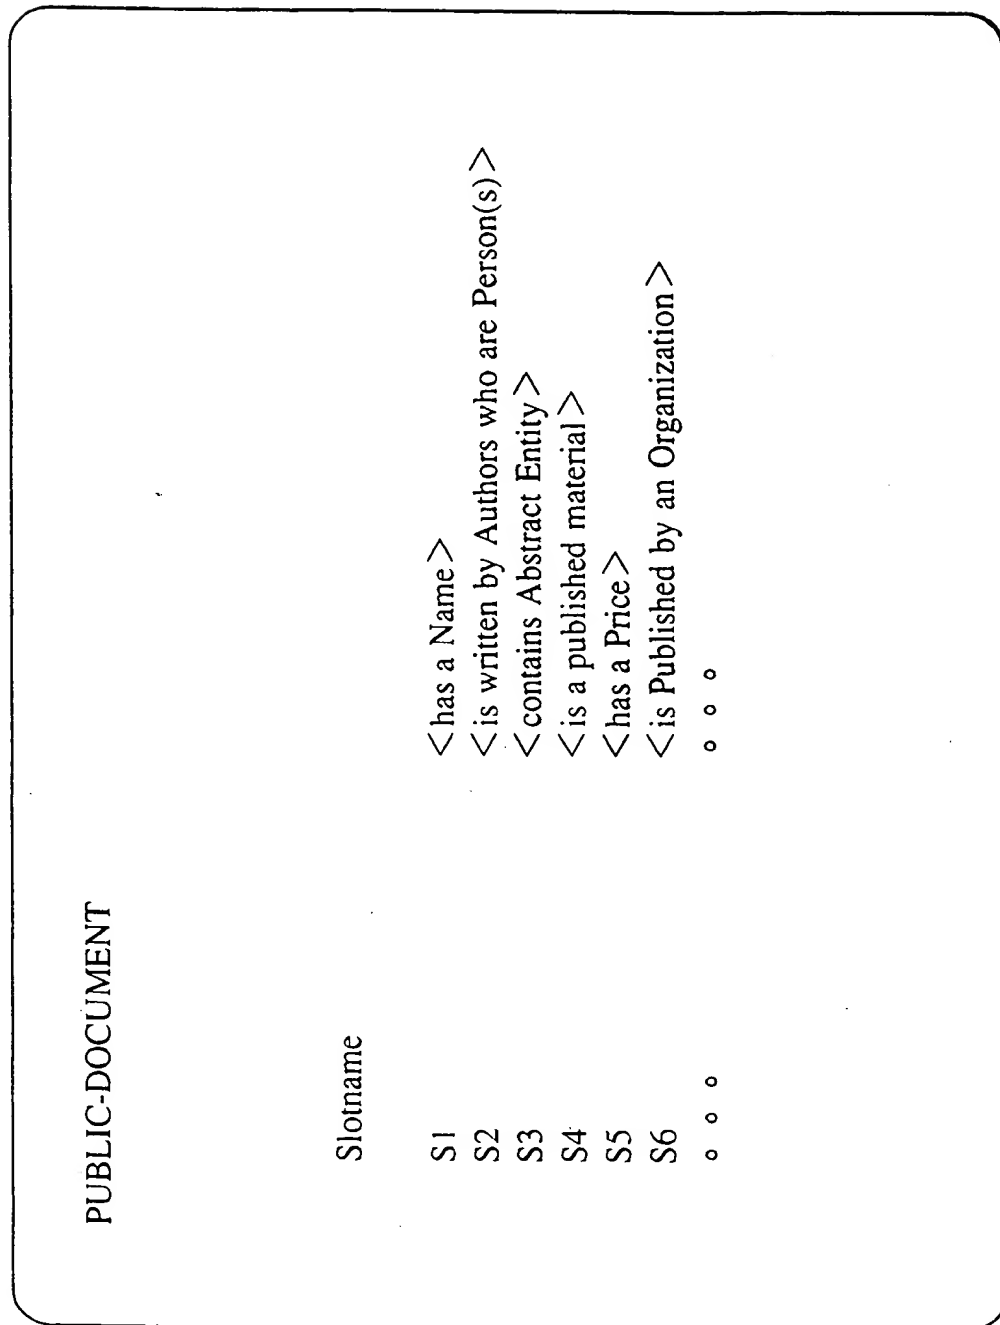 PUBLIC-DOCUMENT
Slotname
S1 <has a Name>
S2 <is written by Authors who are Person(s)>
S3 <contains Abstract Entity>
S4 <is a published material>
S5 <has a Price>
S6 <is Published by an Organization>
o o o o o o